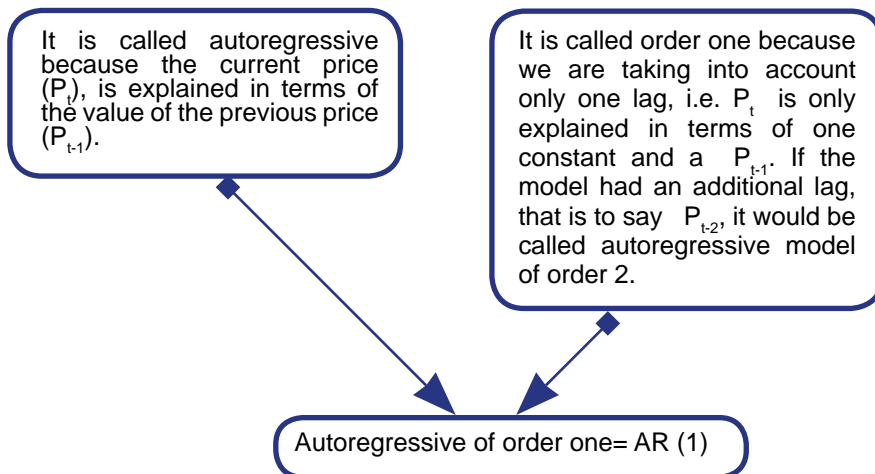 It is called autoregressive
because the current price
(Pt), is explained in terms of
the value of the previous price
(Pt-1).
It is called order one because
we are taking into account
only one lag, i.e. Pt is only
explained in terms of one
constant and a Pt-1. If the
model had an additional lag,
that is to say Pt-2, it would be
called autoregressive model
of order 2.
Autoregressive of order one= AR (1)